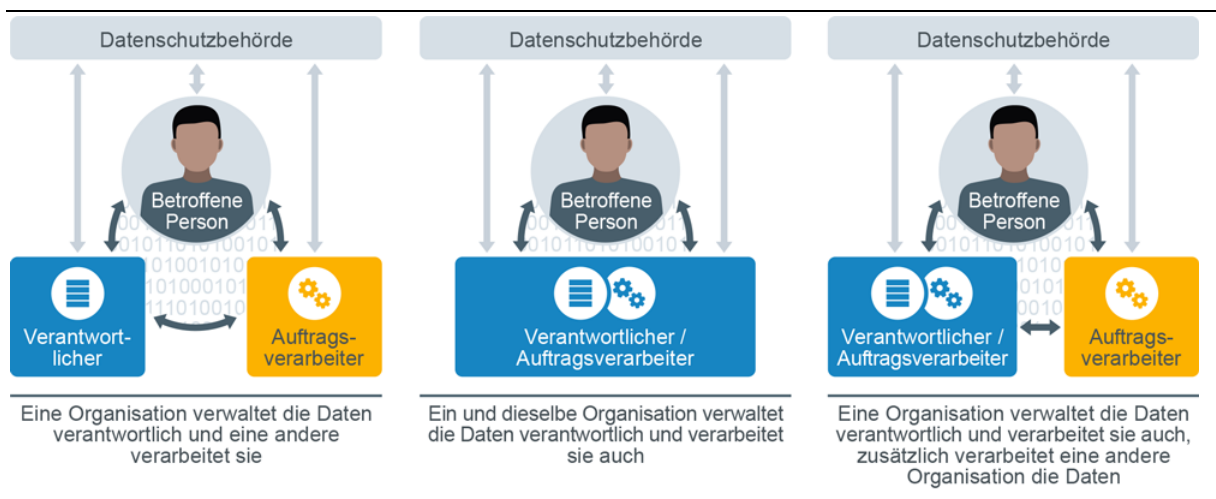 Datenschutzbehörde
Betroffene
Person
Verantwort-
licher
Auftrags-
verarbeiter
Eine Organisation verwaltet die Daten
verantwortlich und eine andere
verarbeitet sie
Datenschutzbehörde
Betroffene
Person
Verantwortlicher /
Auftragsverarbeiter
Ein und dieselbe Organisation verwaltet
die Daten verantwortlich und verarbeitet
sie auch
Datenschutzbehörde
Betroffene
Person
Verantwortlicher /
Auftragsverarbeiter
Auftrags-
verarbeiter
Eine Organisation verwaltet die Daten
verantwortlich und verarbeitet sie auch,
zusätzlich verarbeitet eine andere
Organisation die Daten